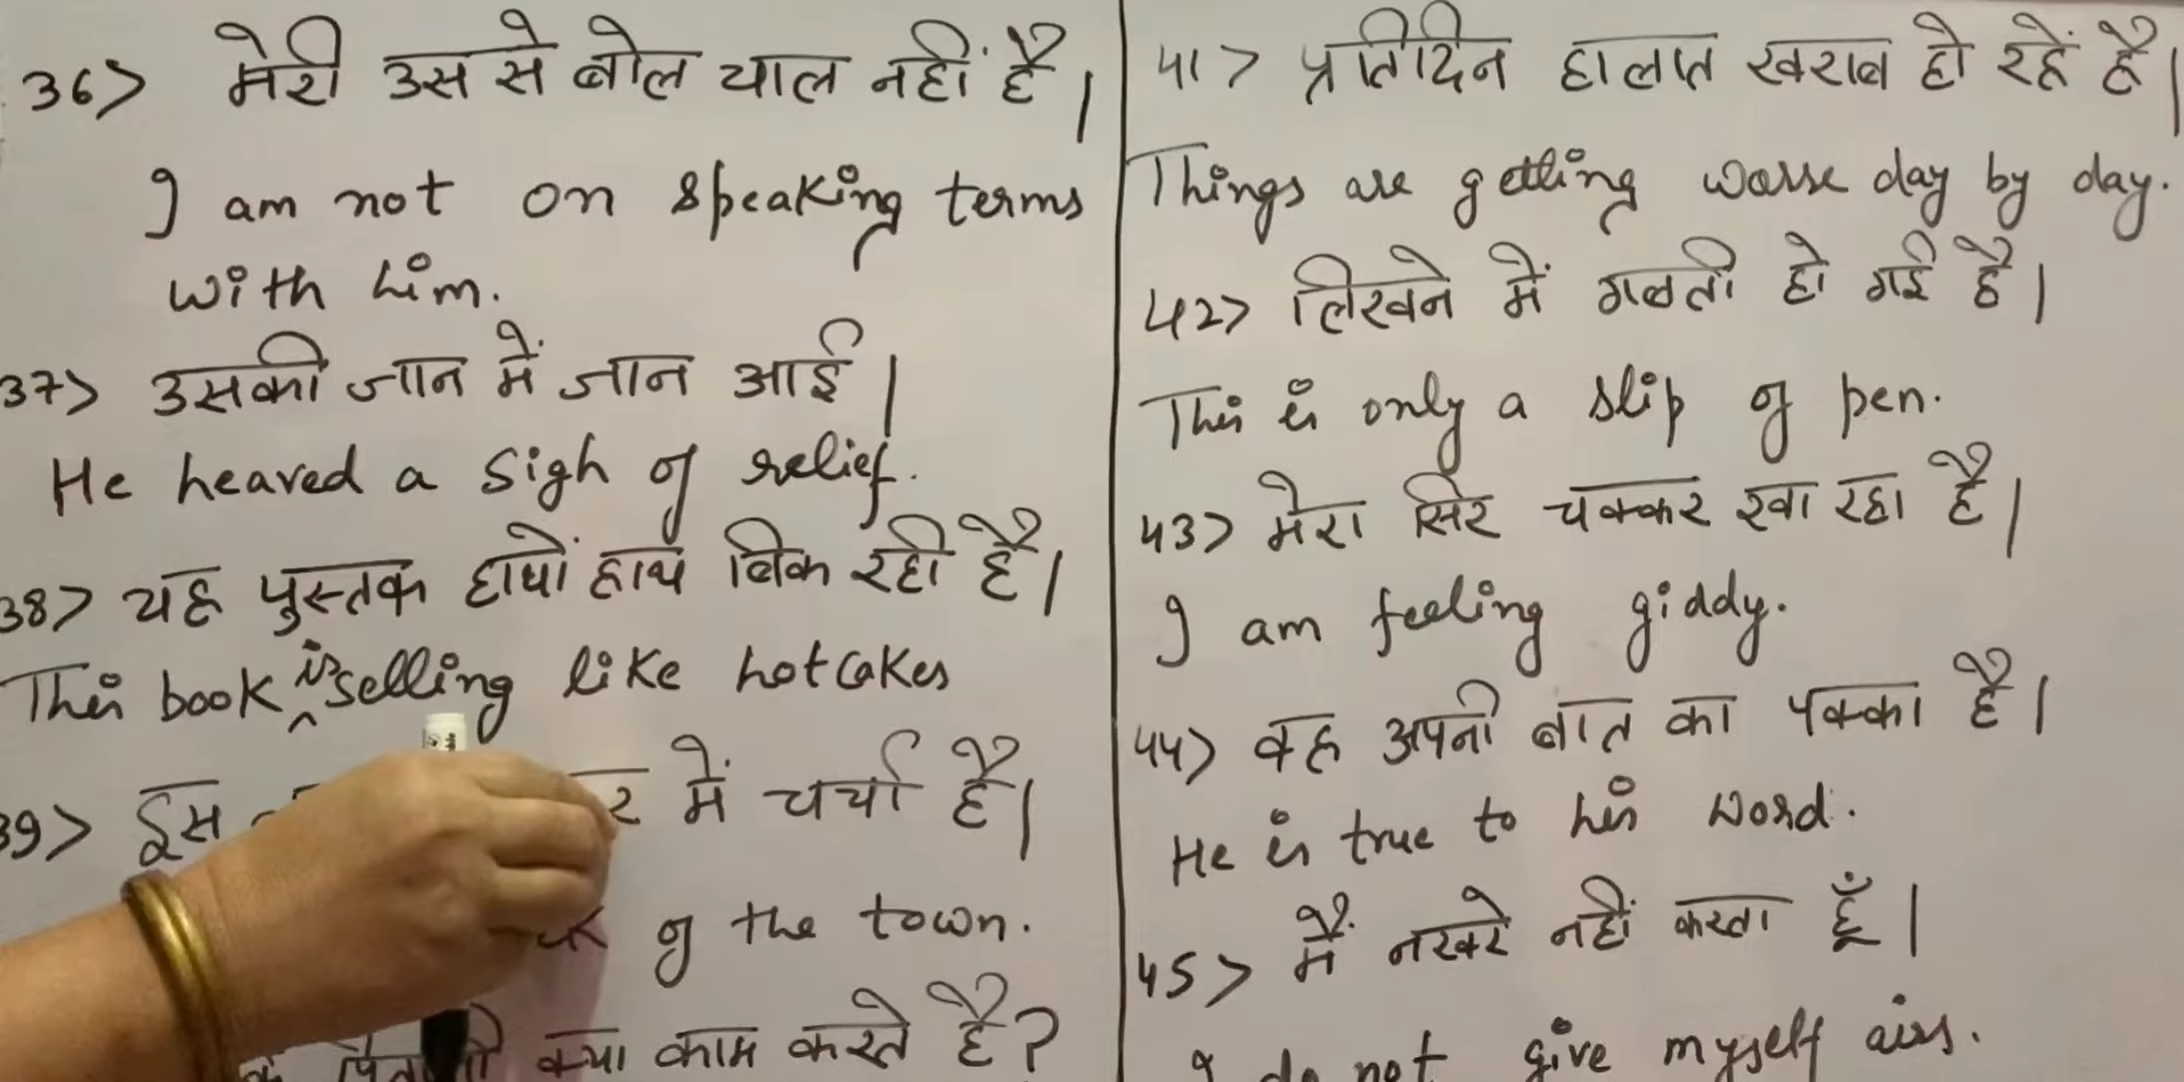 36> मेरी उस से बोल चाल नहीं है।
I am not on speaking terms
with him.
37> उसकी जान में जान आई।
He heaved a sigh of relief.
38> यह पुस्तक हाथों हाथ बिक रही है।
This book is selling like hotcakes
39> इस में चर्चा है।
of the town.
क्या काम करते है?
41> प्रतिदिन हालात खराब हो रहें है।
Things are getting worse day by day.
42> लिखने में गलती हो गई है।
This is only a slip of pen.
43> मेरा सिर चक्कर खा रहा है।
I am feeling giddy.
44> वह अपनी बात का पक्का है।
He is true to his word.
45> मैं नखरे नहीं करता हूँ।
I do not give myself airs.